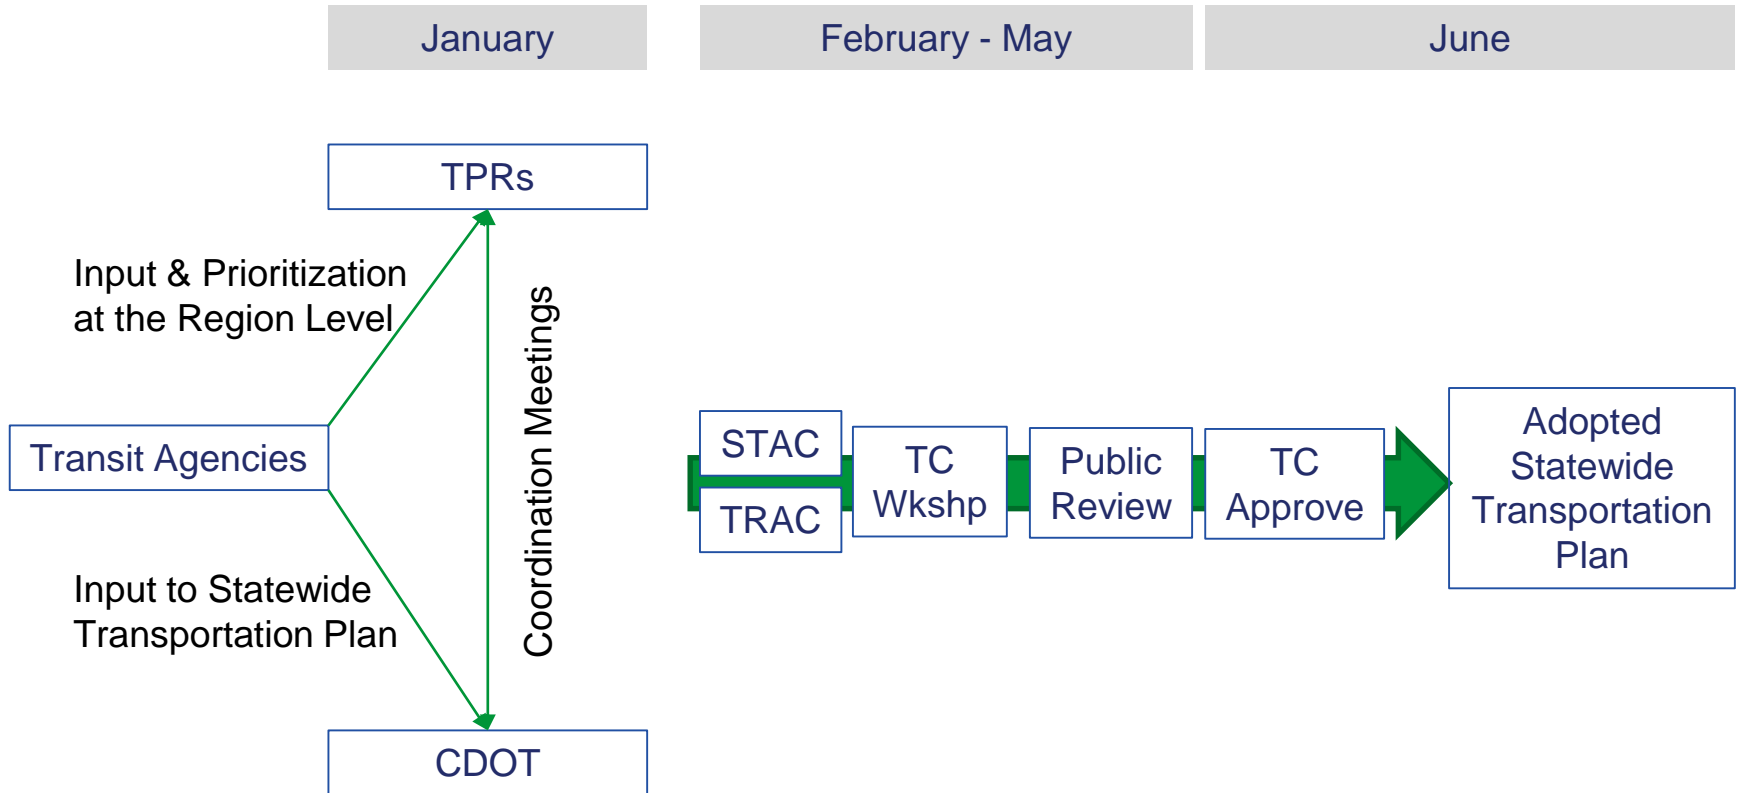 January
February - May
June
TPRs
Input & Prioritization
at the Region Level
Coordination Meetings
Transit Agencies
Input to Statewide
Transportation Plan
CDOT
STAC
TRAC
TC
Wkshp
Public
Review
TC
Approve
Adopted
Statewide
Transportation
Plan